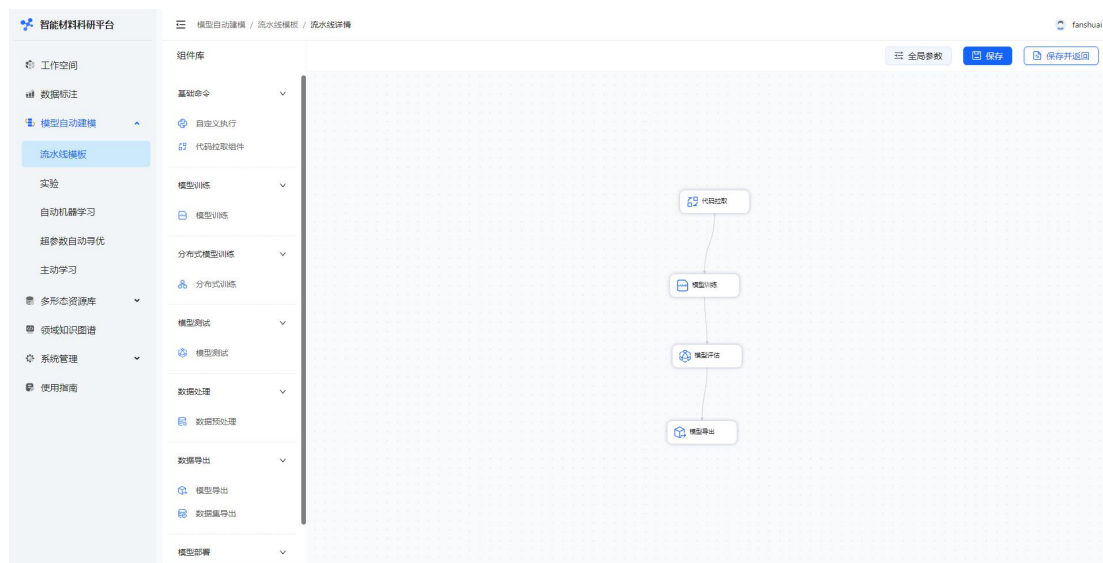 智能材料科研平台
模型自动建模 / 流水线模板 / 流水线详情
fanshuai
工作空间
数据标注
模型自动建模
流水线模板
实验
自动机器学习
超参数自动寻优
主动学习
多形态资源库
领域知识图谱
系统管理
使用指南
组件库
全局参数
保存
保存并返回
基础命令
自定义执行
代码拉取组件
模型训练
模型训练
分布式模型训练
分布式训练
模型测试
模型测试
数据处理
数据预处理
数据导出
模型导出
数据集导出
模型部署
代码拉取
模型训练
模型评估
模型导出